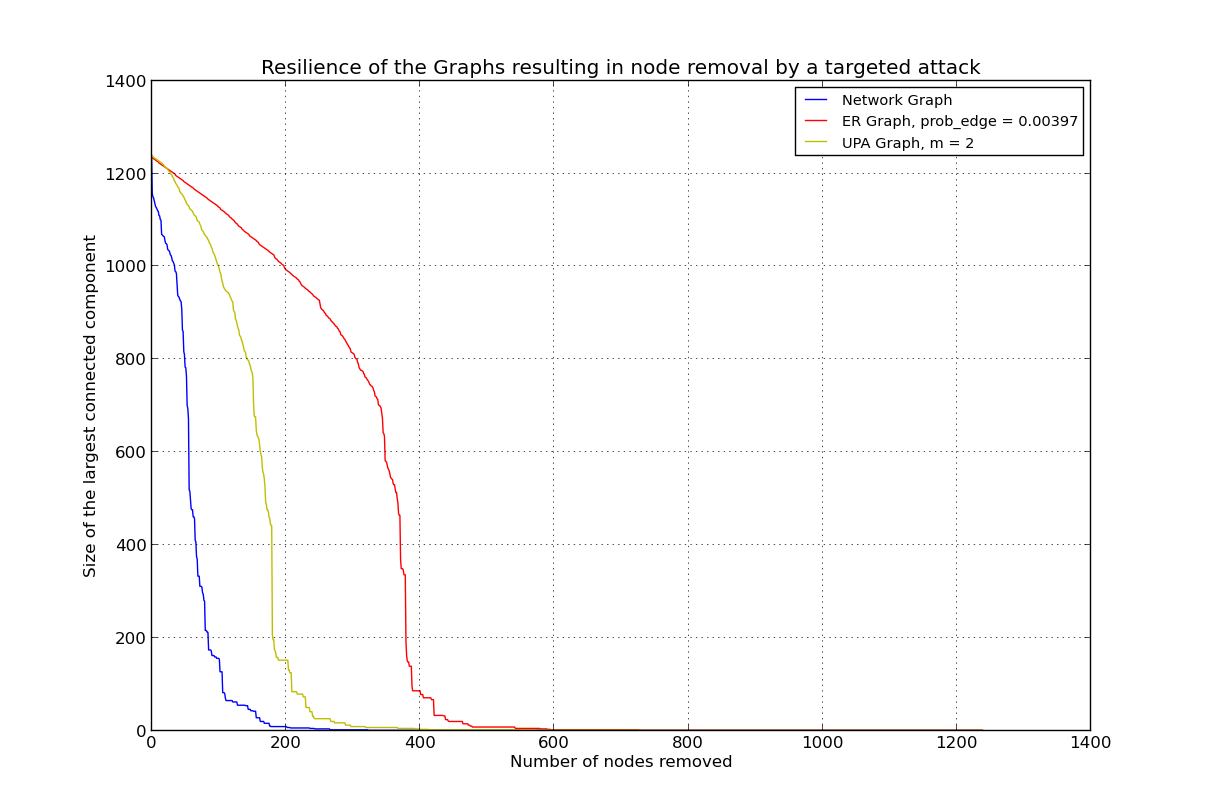 Resilience of the Graphs resulting in node removal by a targeted attack
1400
Network Graph
ER Graph, prob_edge = 0.00397
UPA Graph, m = 2
1200
1000
800
600
400
200
0
Size of the largest connected component
0 200 400 600 800 1000 1200 1400
Number of nodes removed